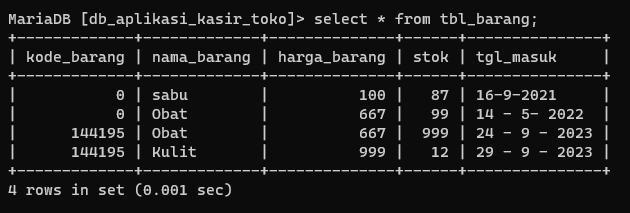 MariaDB [db_aplikasi_kasir_toko]> select * from tbl_barang;
+-------------+-------------+--------------+------+---------------+
| kode_barang | nama_barang | harga_barang | stok | tgl_masuk     |
+-------------+-------------+--------------+------+---------------+
|           0 | sabu        |          100 |   87 | 16-9-2021     |
|           0 | Obat        |          667 |   99 | 14 - 5- 2022  |
|      144195 | Obat        |          667 |  999 | 24 - 9 - 2023 |
|      144195 | Kulit       |          999 |   12 | 29 - 9 - 2023 |
+-------------+-------------+--------------+------+---------------+
4 rows in set (0.001 sec)